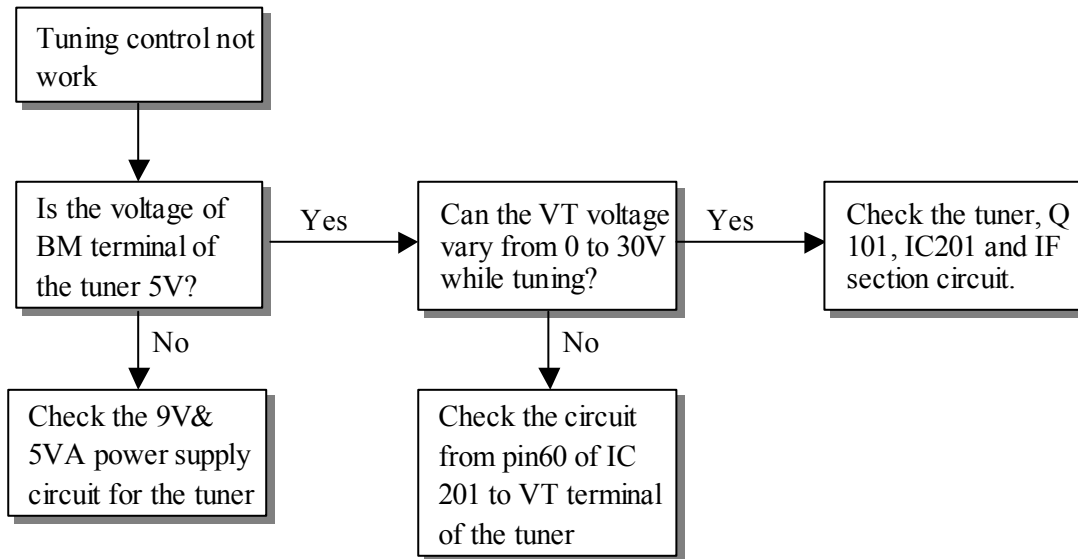 Tuning control not
work
Is the voltage of
BM terminal of
the tuner 5V?
Yes
Can the VT voltage
vary from 0 to 30V
while tuning?
Yes
Check the tuner, Q
101, IC201 and IF
section circuit.
No
No
Check the 9V&
5VA power supply
circuit for the tuner
Check the circuit
from pin60 of IC
201 to VT terminal
of the tuner